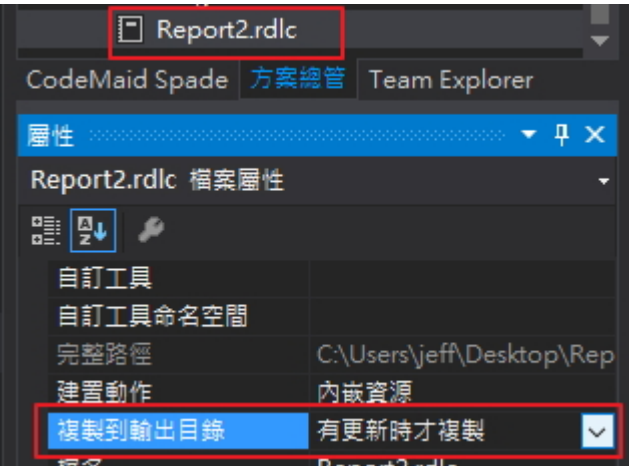 Report2.rdlc
CodeMaid Spade 方案總管 Team Explorer
屬性
Report2.rdlc 檔案屬性
自訂工具
自訂工具命名空間
完整路徑 C:\Users\jeff\Desktop\Rep
建置動作 內嵌資源
複製到輸出目錄 有更新時才複製